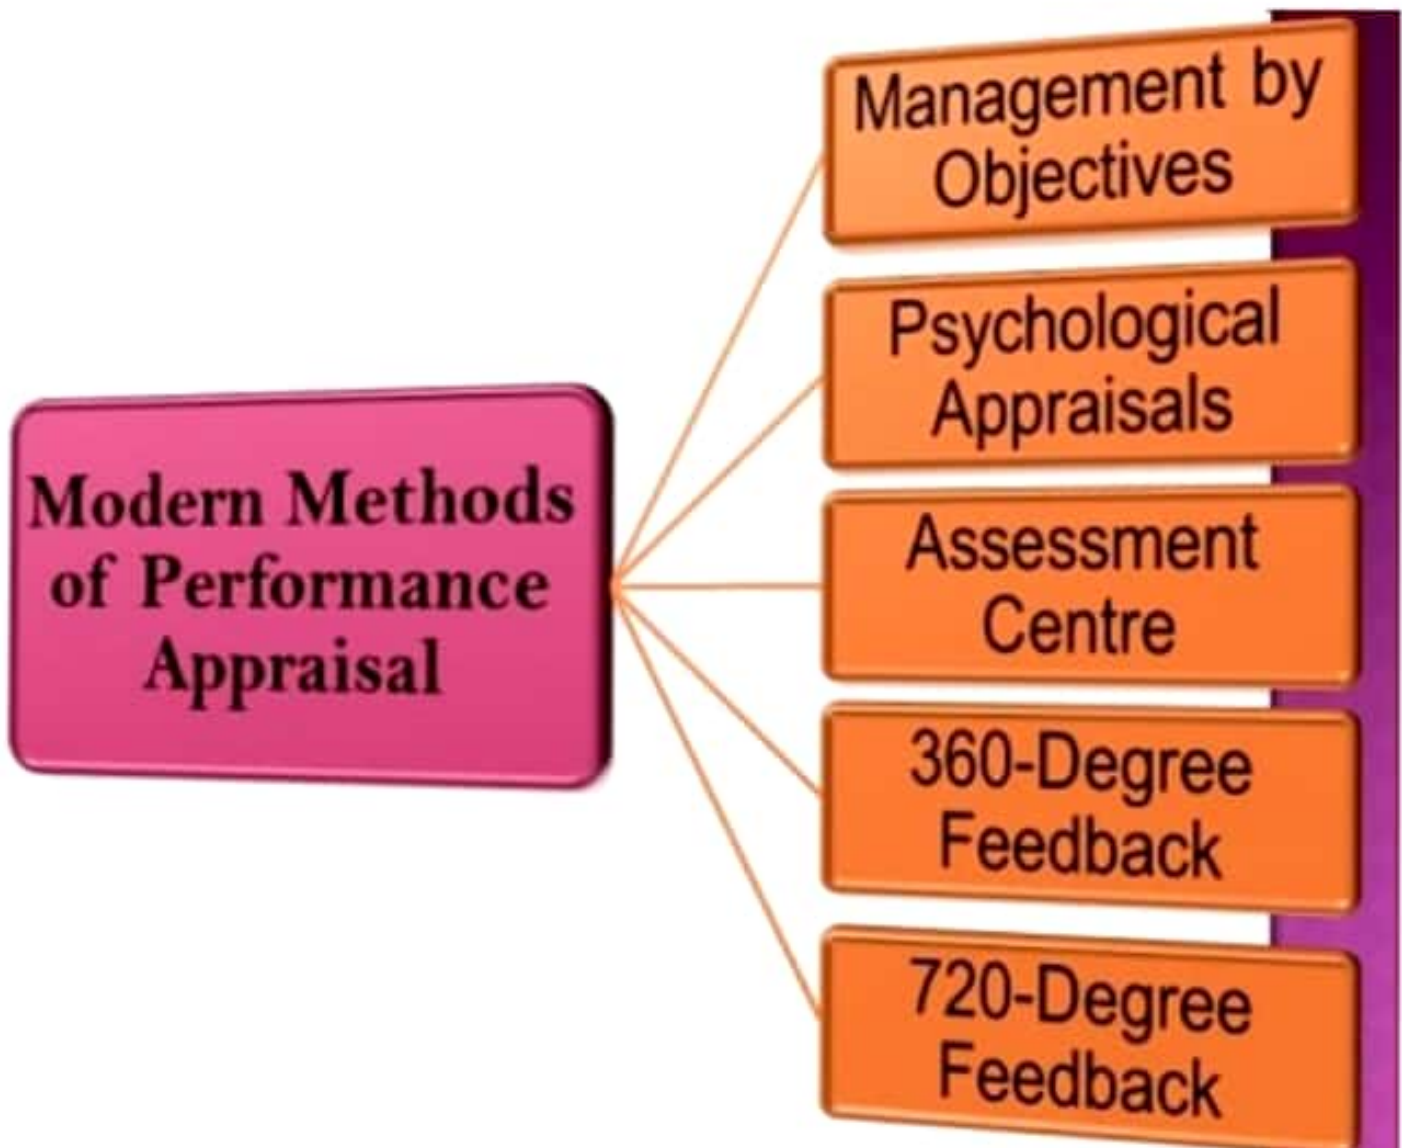 Modern Methods
of Performance
Appraisal
Management by
Objectives
Psychological
Appraisals
Assessment
Centre
360-Degree
Feedback
720-Degree
Feedback